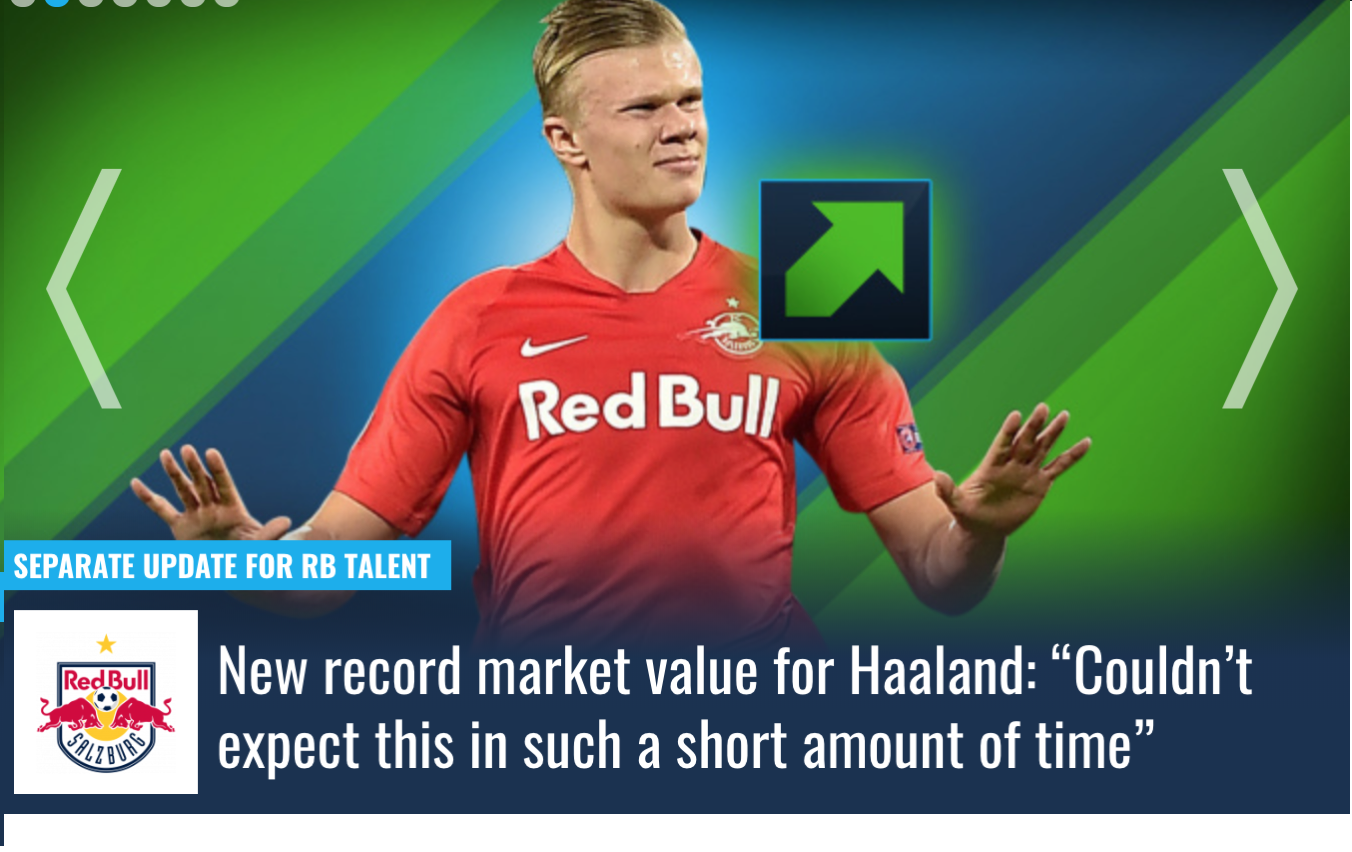 Red Bull
SEPARATE UPDATE FOR RB TALENT
Red Bull
SALZBURG
New record market value for Haaland: “Couldn’t
expect this in such a short amount of time”